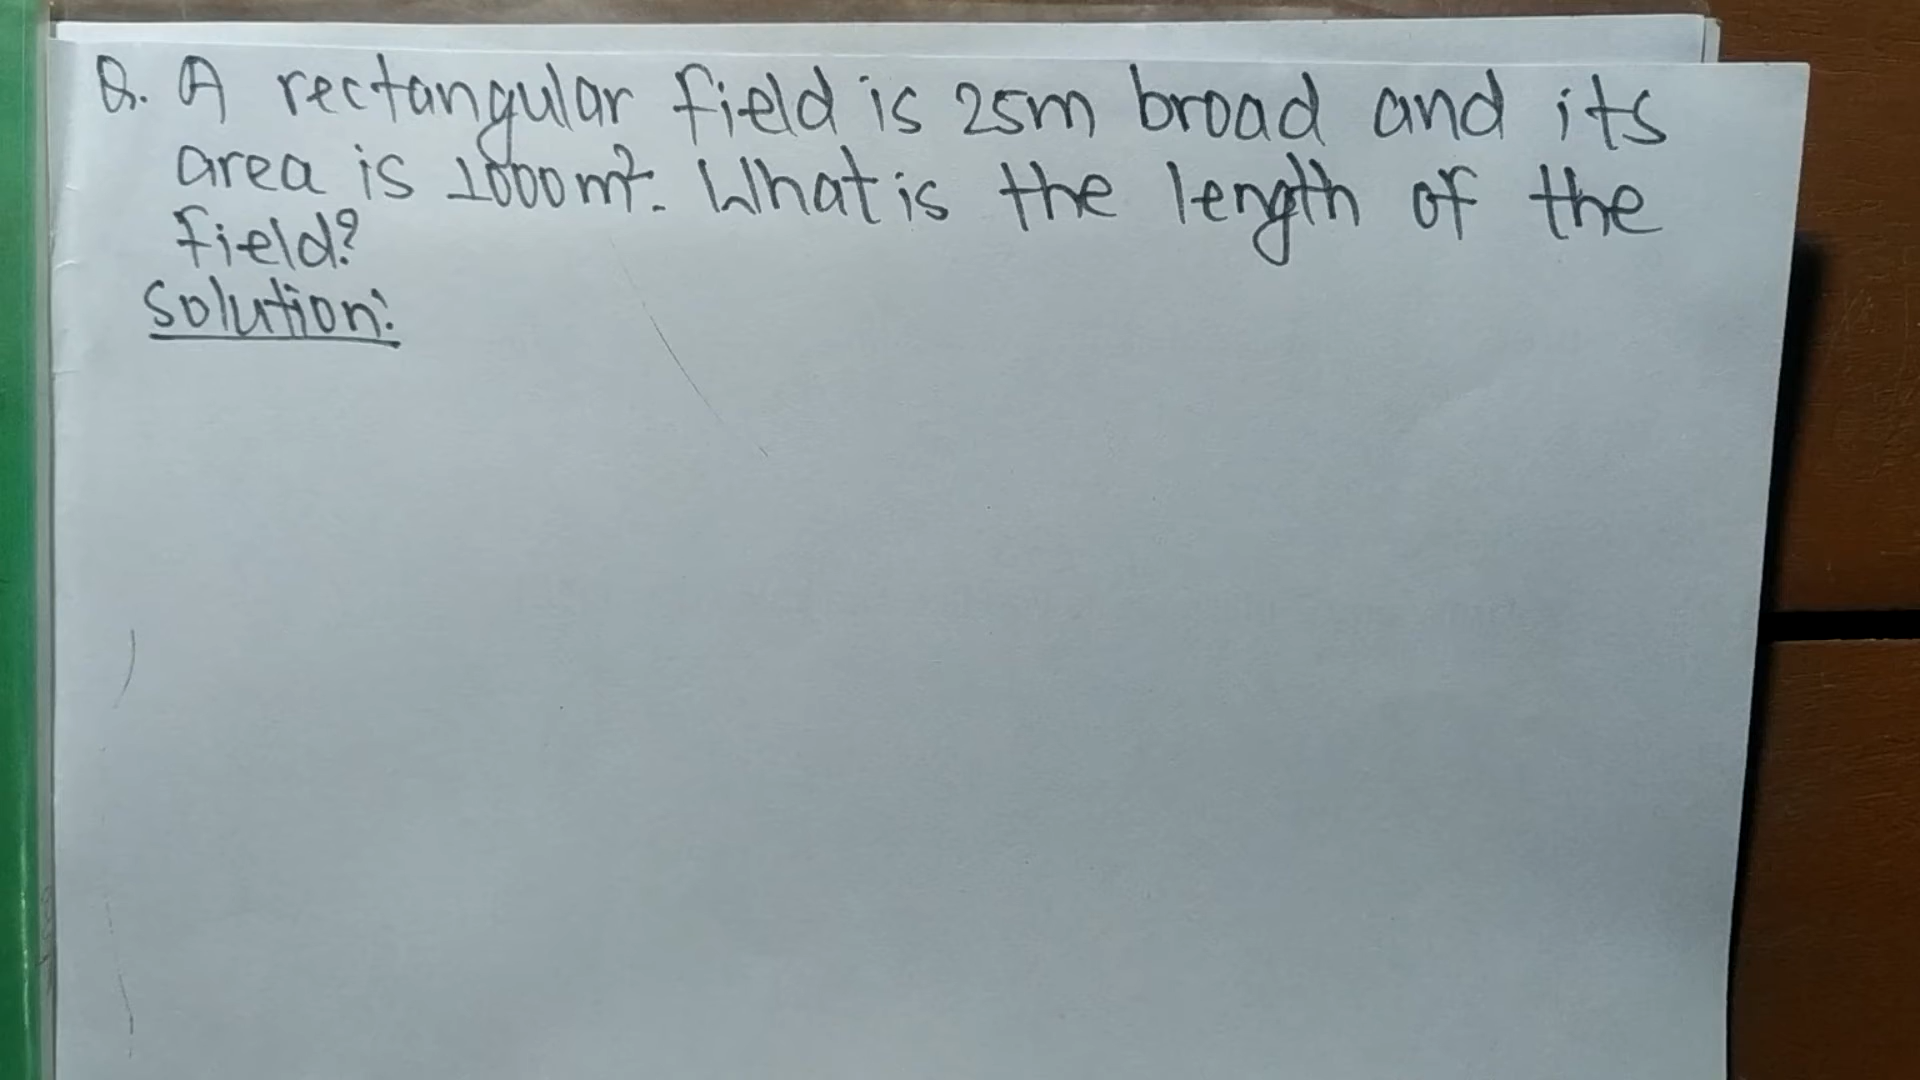 Q. A rectangular field is 25m broad and its
area is 1000m². What is the length of the
field?
Solution: